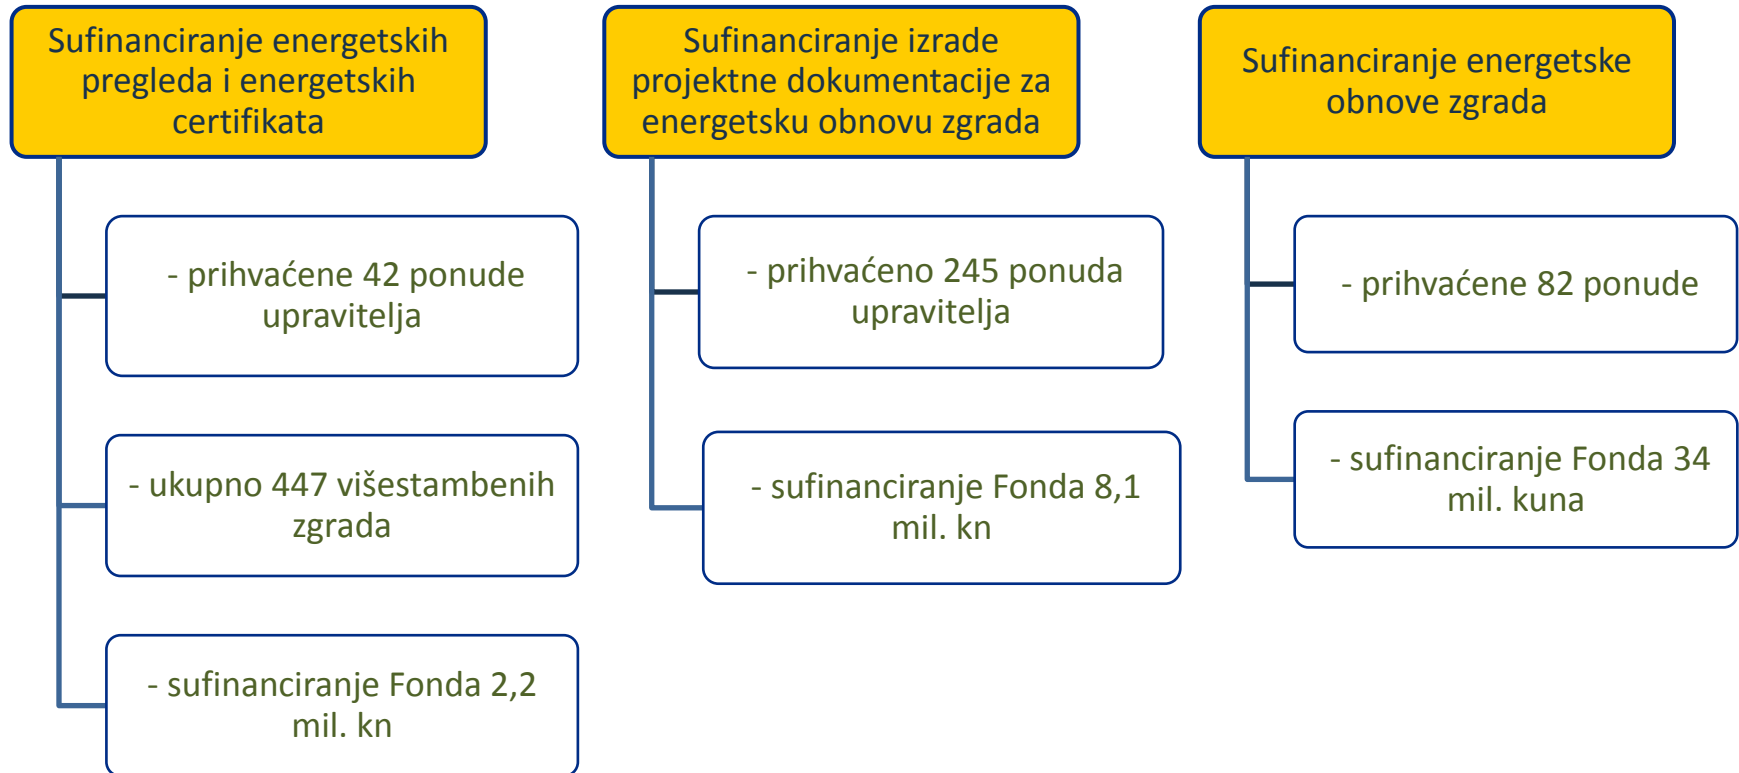 Sufinanciranje energetskih
pregleda i energetskih
certifikata
- prihvaćene 42 ponude
upravitelja
- ukupno 447 višestambenih
zgrada
- sufinanciranje Fonda 2,2
mil. kn
Sufinanciranje izrade
projektne dokumentacije za
energetsku obnovu zgrada
- prihvaćeno 245 ponuda
upravitelja
- sufinanciranje Fonda 8,1
mil. kn
Sufinanciranje energetske
obnove zgrada
- prihvaćene 82 ponude
- sufinanciranje Fonda 34
mil. kuna